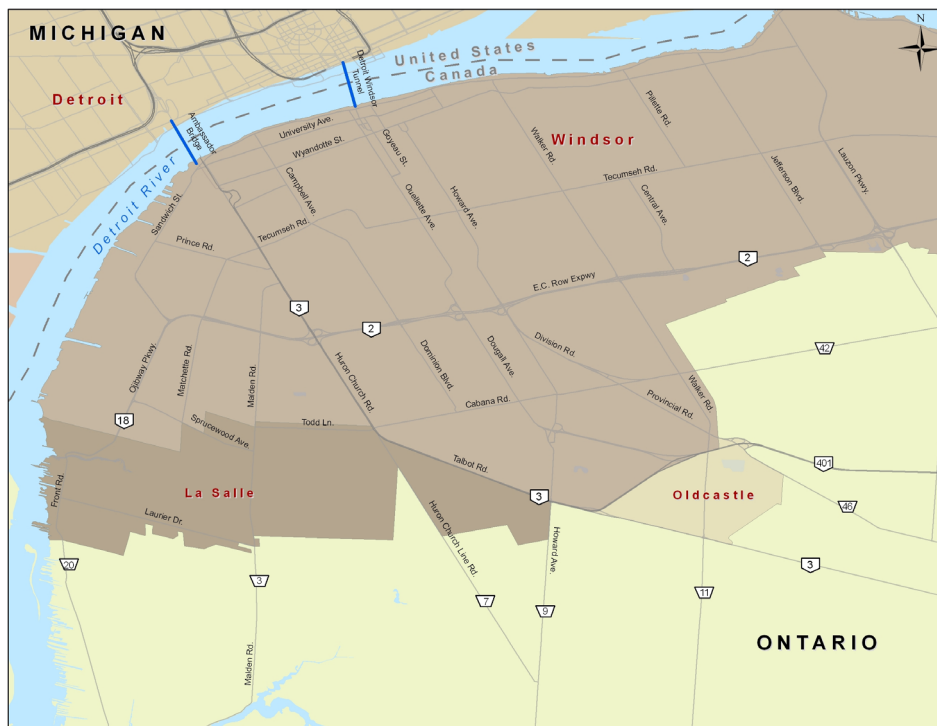 MICHIGAN
N
United States
Canada
Detroit
Detroit Windsor
Tunnel
Ambassador
Bridge
Detroit River
University Ave.
Wyandotte St.
Goyeau St.
Walker Rd.
Windsor
Pillette Rd.
Campbell Ave.
Ouellette Ave.
Howard Ave.
Tecumseh Rd.
Central Ave.
Jefferson Blvd.
Lauzon Pkwy.
Sandwich St.
Prince Rd.
Tecumseh Rd.
2
E.C. Row Expwy
3
2
Ojibway Pkwy.
Matchette Rd.
Malden Rd.
Huron Church Rd.
Dominion Blvd.
Dougall Ave.
Division Rd.
42
Cabana Rd.
Provincial Rd.
Walker Rd.
18
Sprucewood Ave.
Todd Ln.
Talbot Rd.
401
Front Rd.
La Salle
3
Oldcastle
46
Laurier Dr.
Huron Church Line Rd.
Howard Ave.
20
3
7
9
11
3
ONTARIO
Malden Rd.